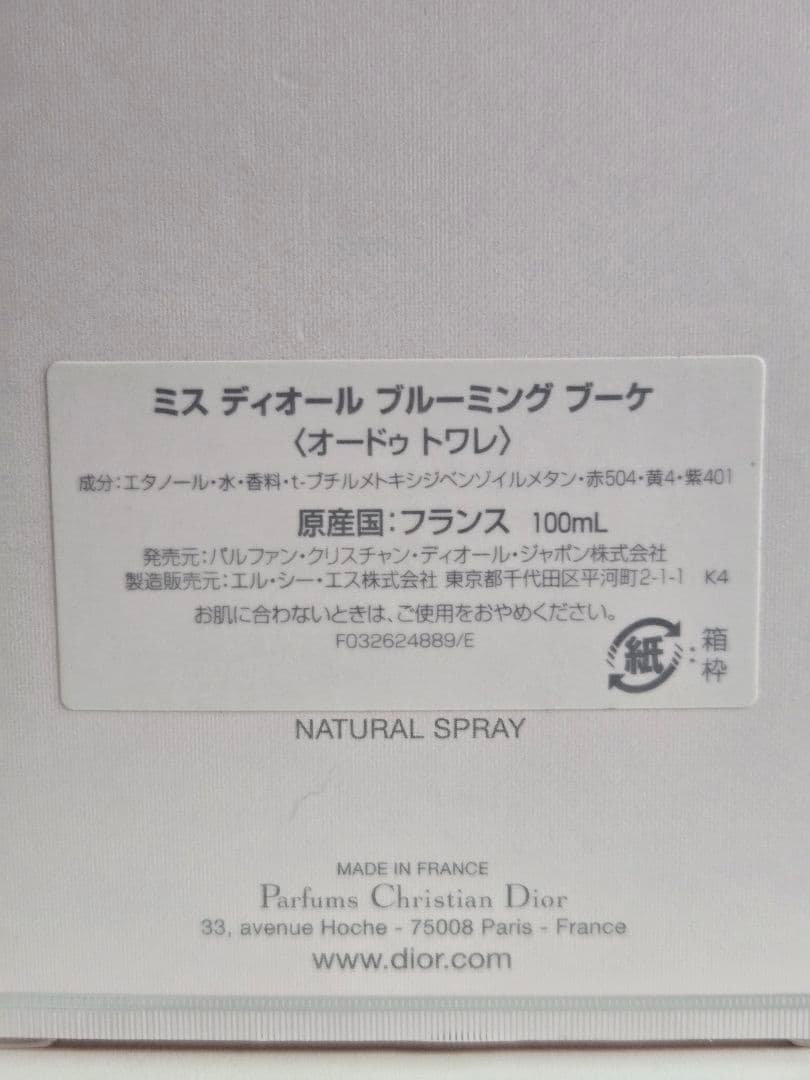 ミス ディオール ブルーミング ブーケ
〈オードゥ トワレ〉
成分：エタノール・水・香料・t-ブチルメトキシジベンゾイルメタン・赤504・黄4・紫401
原産国：フランス 100mL
発売元：パルファン・クリスチャン・ディオール・ジャポン株式会社
製造販売元：エル・シー・エス株式会社 東京都千代田区平河町2-1-1 K4
お肌に合わないときは、ご使用をおやめください。
F032624889/E
紙：箱
枠
NATURAL SPRAY
MADE IN FRANCE
Parfums Christian Dior
33, avenue Hoche - 75008 Paris - France
www.dior.com